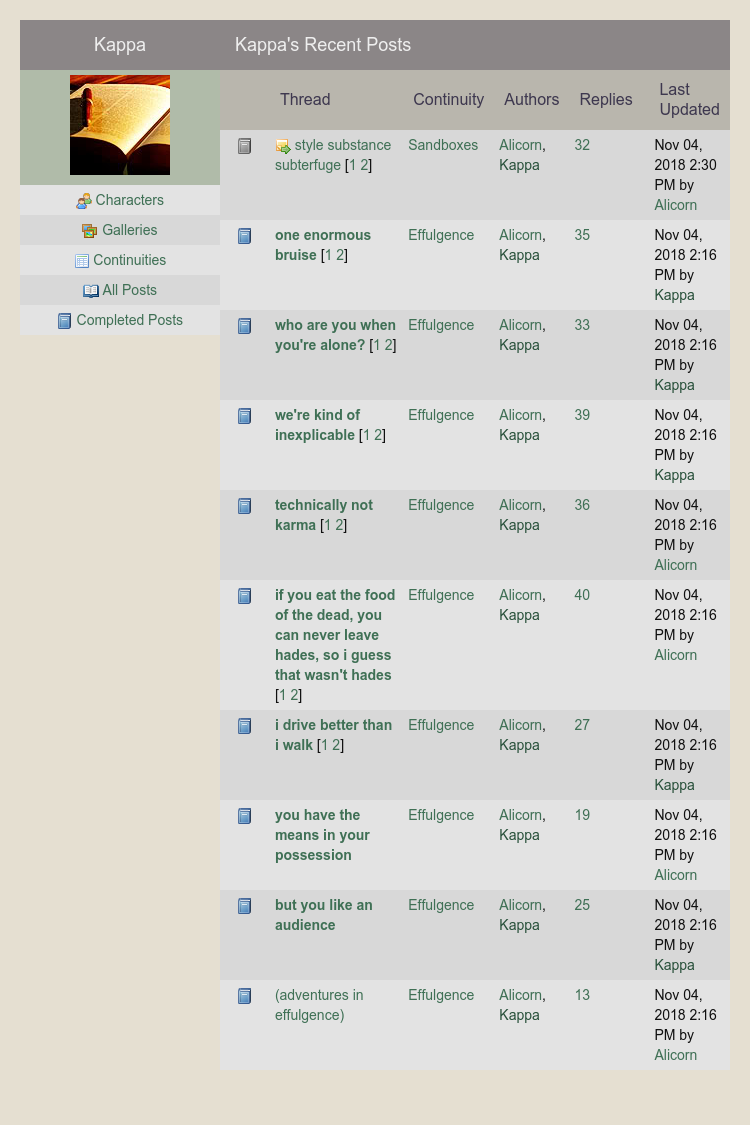 Kappa
Characters
Galleries
Continuities
All Posts
Completed Posts
Kappa's Recent Posts
Thread Continuity Authors Replies Last Updated
style substance subterfuge [1 2] Sandboxes Alicorn, Kappa 32 Nov 04, 2018 2:30 PM by Alicorn
one enormous bruise [1 2] Effulgence Alicorn, Kappa 35 Nov 04, 2018 2:16 PM by Kappa
who are you when you're alone? [1 2] Effulgence Alicorn, Kappa 33 Nov 04, 2018 2:16 PM by Kappa
we're kind of inexplicable [1 2] Effulgence Alicorn, Kappa 39 Nov 04, 2018 2:16 PM by Kappa
technically not karma [1 2] Effulgence Alicorn, Kappa 36 Nov 04, 2018 2:16 PM by Alicorn
if you eat the food of the dead, you can never leave hades, so i guess that wasn't hades [1 2] Effulgence Alicorn, Kappa 40 Nov 04, 2018 2:16 PM by Alicorn
i drive better than i walk [1 2] Effulgence Alicorn, Kappa 27 Nov 04, 2018 2:16 PM by Kappa
you have the means in your possession Effulgence Alicorn, Kappa 19 Nov 04, 2018 2:16 PM by Alicorn
but you like an audience Effulgence Alicorn, Kappa 25 Nov 04, 2018 2:16 PM by Kappa
(adventures in effulgence) Effulgence Alicorn, Kappa 13 Nov 04, 2018 2:16 PM by Alicorn